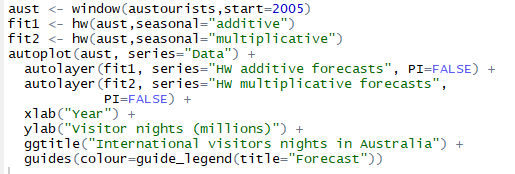 aust <- window(austourists,start=2005)
fit1 <- hw(aust,seasonal="additive")
fit2 <- hw(aust,seasonal="multiplicative")
autoplot(aust, series="Data") +
  autolayer(fit1, series="HW additive forecasts", PI=FALSE) +
  autolayer(fit2, series="HW multiplicative forecasts",
            PI=FALSE) +
  xlab("Year") +
  ylab("Visitor nights (millions)") +
  ggtitle("International visitors nights in Australia") +
  guides(colour=guide_legend(title="Forecast"))